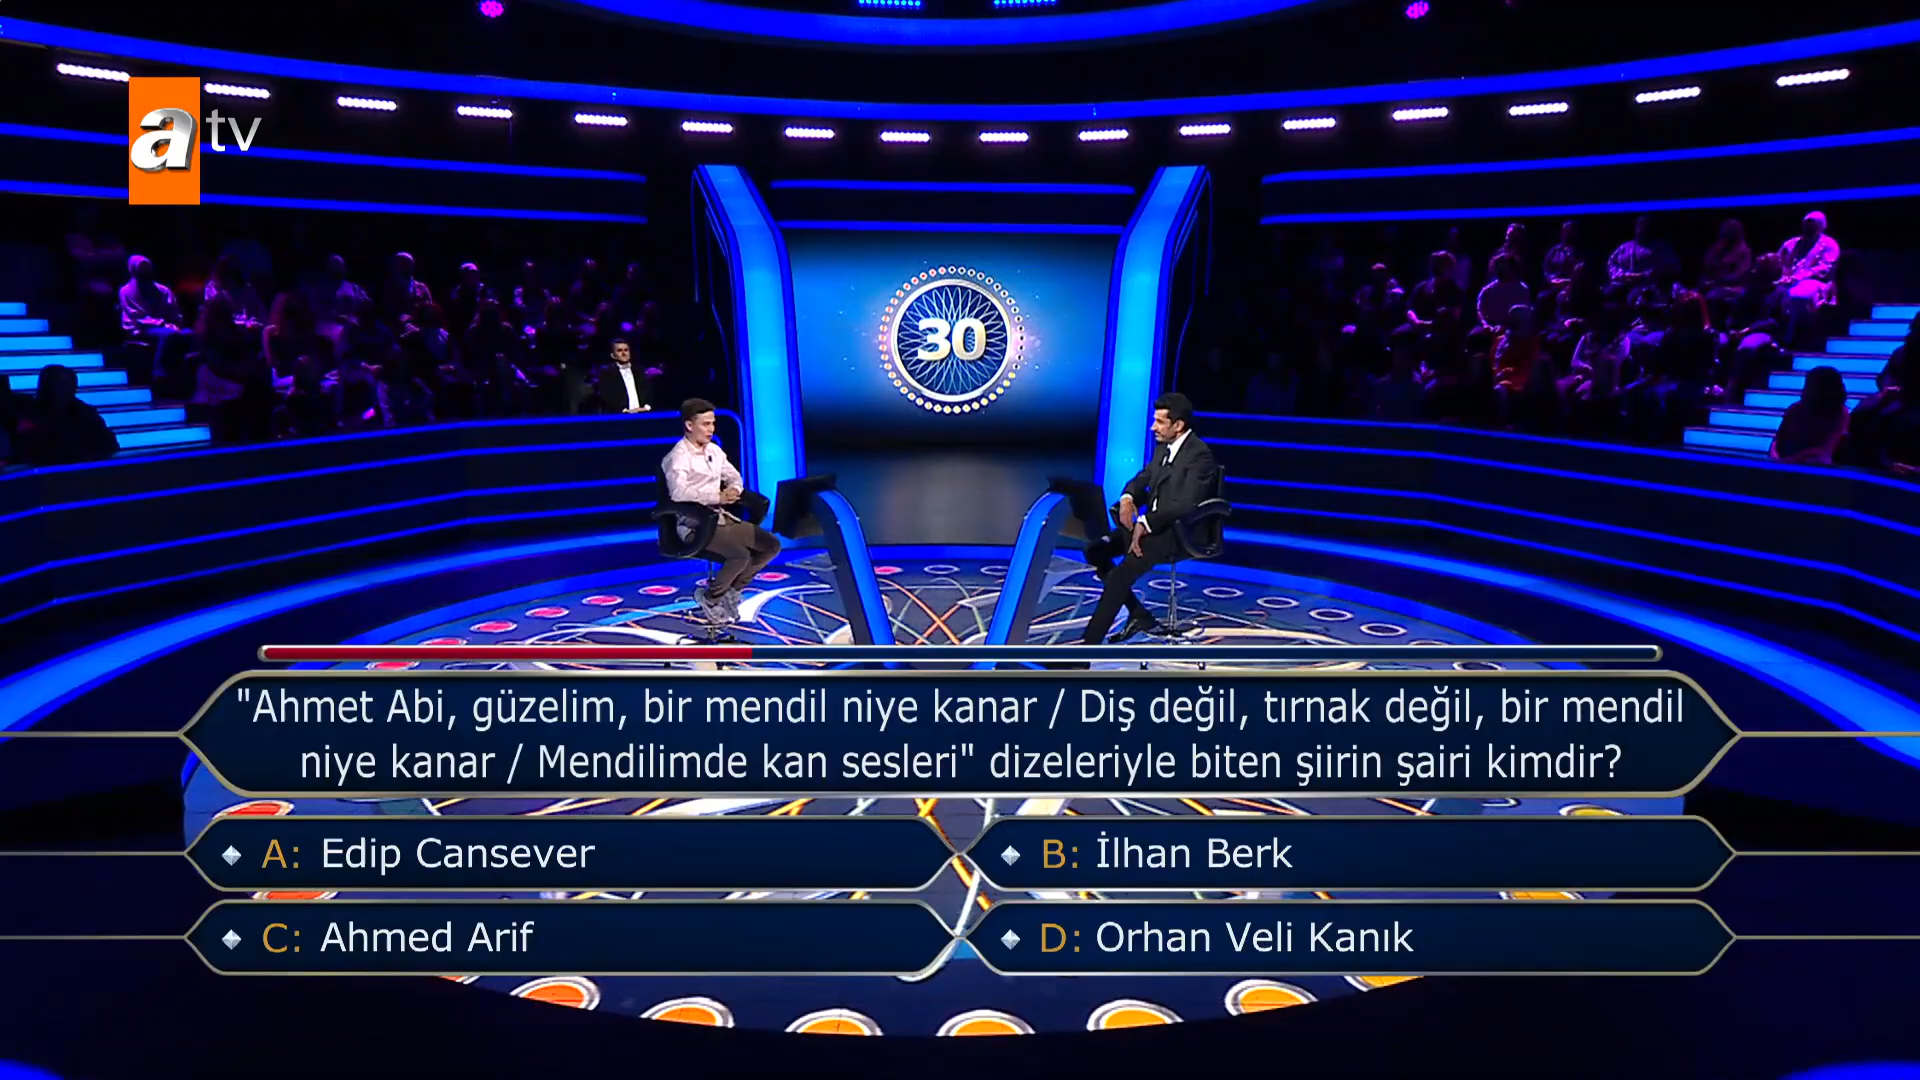 a tv
30
"Ahmet Abi, güzelim, bir mendil niye kanar / Diş değil, tırnak değil, bir mendil
niye kanar / Mendilimde kan sesleri" dizeleriyle biten şiirin şairi kimdir?
A: Edip Cansever
B: İlhan Berk
C: Ahmed Arif
D: Orhan Veli Kanık